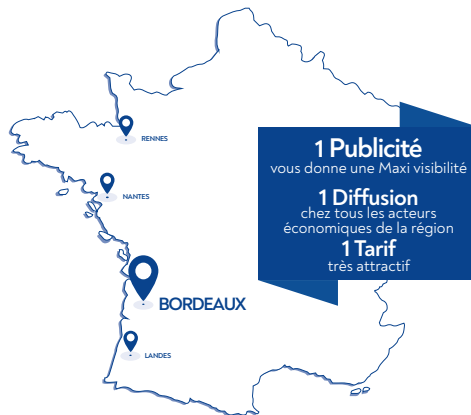 RENNES
NANTES
BORDEAUX
LANDES
1 Publicité
vous donne une Maxi visibilité
1 Diffusion
chez tous les acteurs
économiques de la région
1 Tarif
très attractif